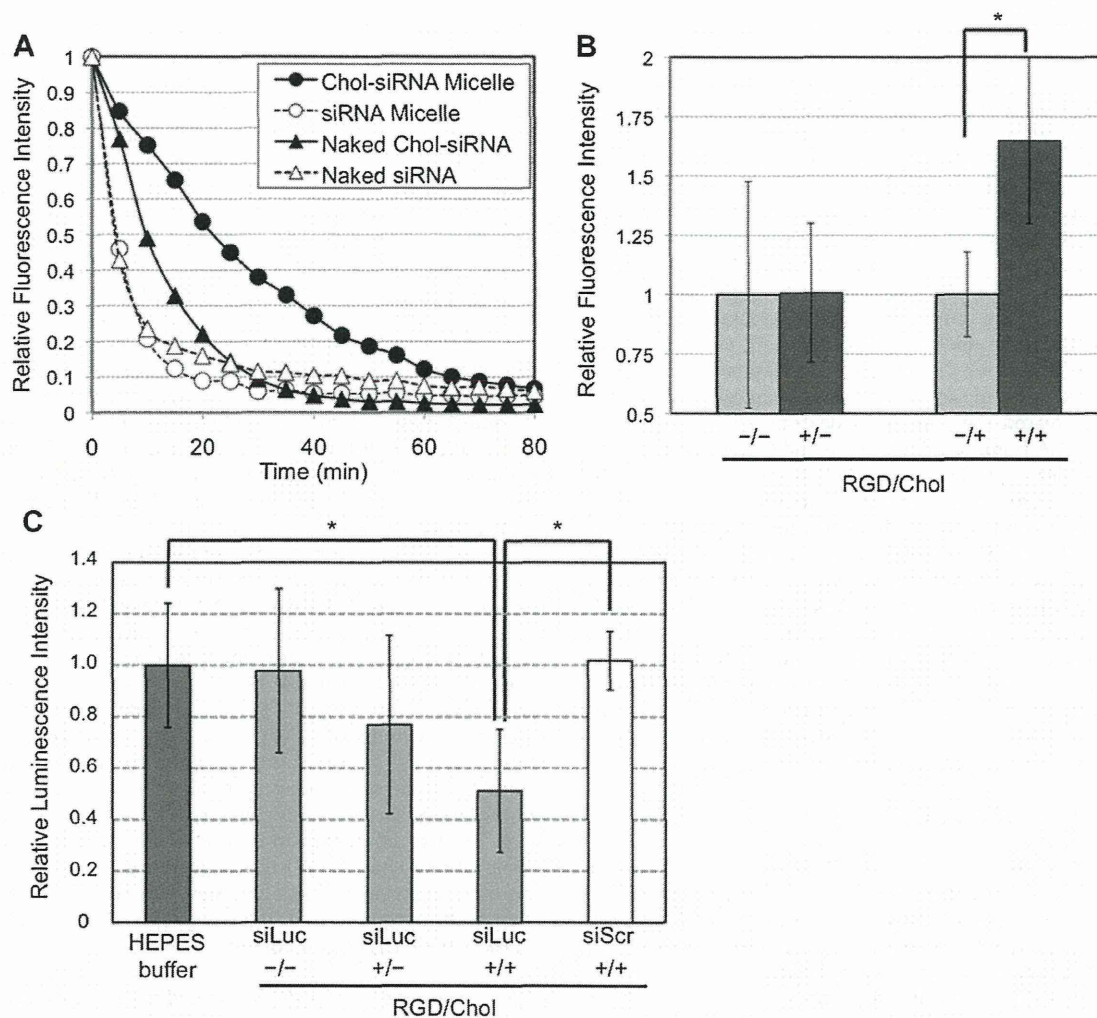 A
Relative Fluorescence Intensity
1
0.9
0.8
0.7
0.6
0.5
0.4
0.3
0.2
0.1
0
0
20
40
60
80
Time (min)
Chol-siRNA Micelle
siRNA Micelle
Naked Chol-siRNA
Naked siRNA
B
*
Relative Fluorescence Intensity
2
1.75
1.5
1.25
1
0.75
0.5
−/−
+/−
−/+
+/+
RGD/Chol
C
*
*
Relative Luminescence Intensity
1.4
1.2
1.0
0.8
0.6
0.4
0.2
0
HEPES
buffer
siLuc
−/−
siLuc
+/−
siLuc
+/+
siScr
+/+
RGD/Chol